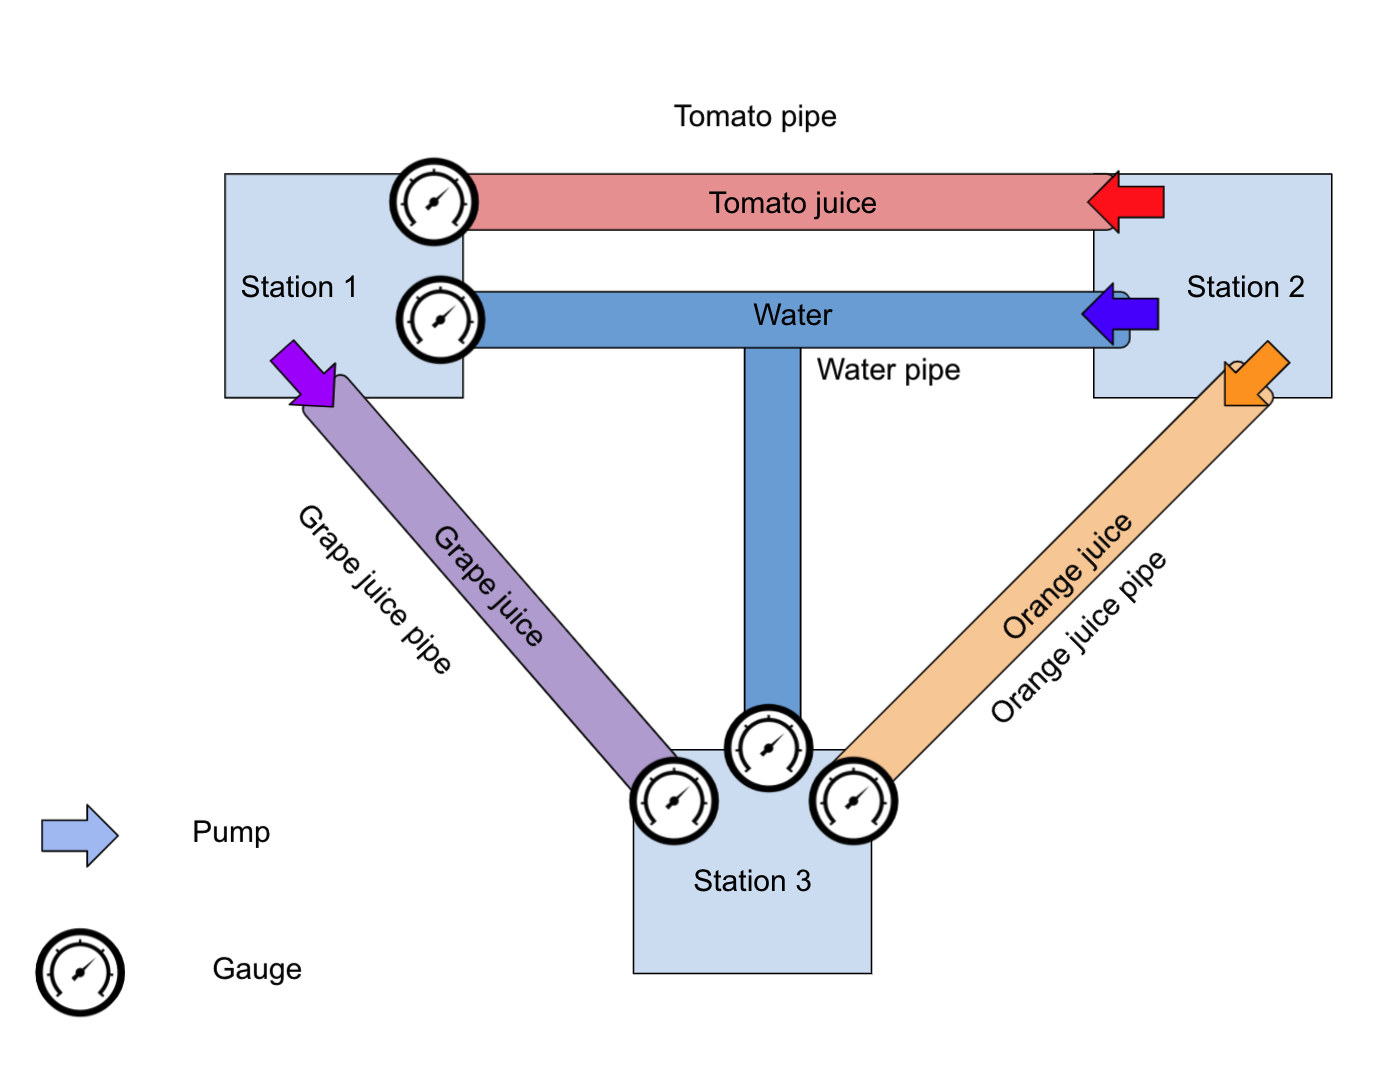 Tomato pipe
Tomato juice
Station 1
Station 2
Water
Water pipe
Grape juice
Grape juice pipe
Orange juice
Orange juice pipe
Pump
Station 3
Gauge